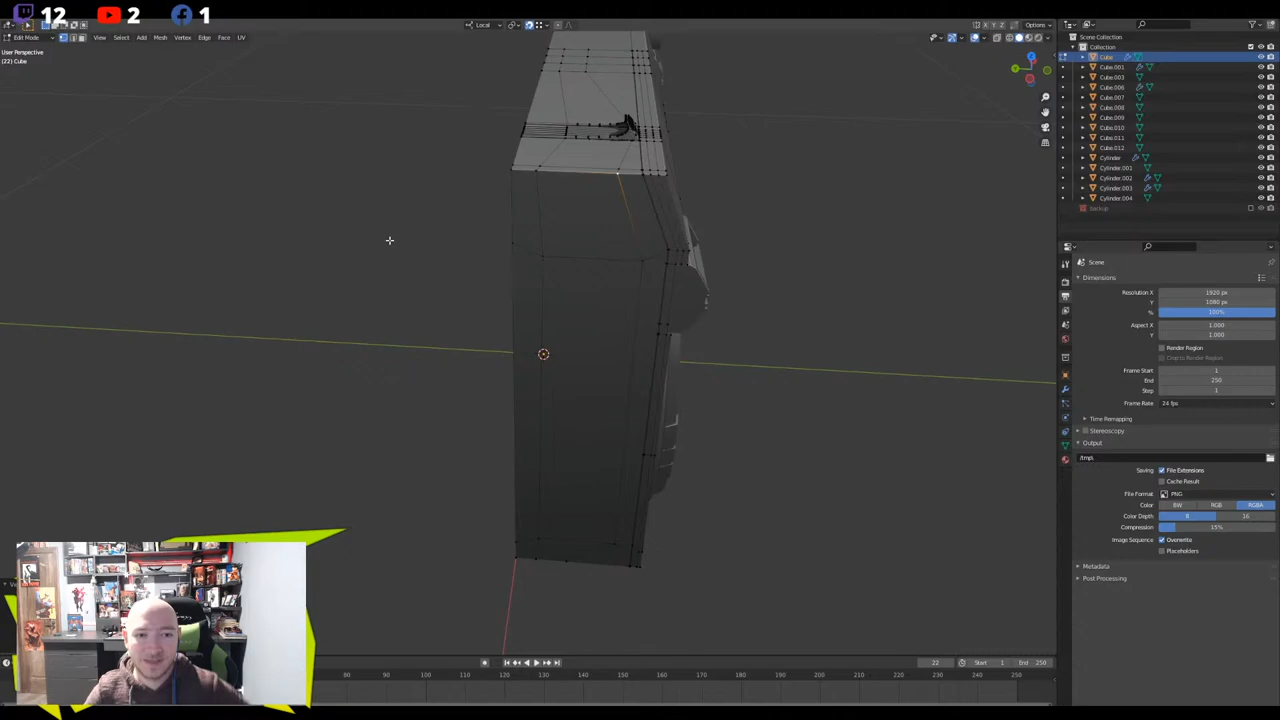 12 2 1
Edit Mode View Select Add Mesh Vertex Edge Face UV
Local
X Y Z Options
User Perspective
(22) Cube
Scene Collection
Collection
Cube
Cube.001
Cube.003
Cube.006
Cube.007
Cube.008
Cube.009
Cube.010
Cube.011
Cube.012
Cylinder
Cylinder.001
Cylinder.002
Cylinder.003
Cylinder.004
backup
Scene
Dimensions
Resolution X 1920 px
Y 1080 px
% 100%
Aspect X 1.000
Y 1.000
Render Region
Crop to Render Region
Frame Start 1
End 250
Step 1
Frame Rate 24 fps
Time Remapping
Stereoscopy
Output
/tmp\
Saving File Extensions
Cache Result
File Format PNG
Color BW RGB RGBA
Color Depth 8 16
Compression 15%
Image Sequence Overwrite
Placeholders
Metadata
Post Processing
22 Start 1 End 250
80 90 100 110 120 130 140 150 160 170 180 190 200 210 220 230 240 250